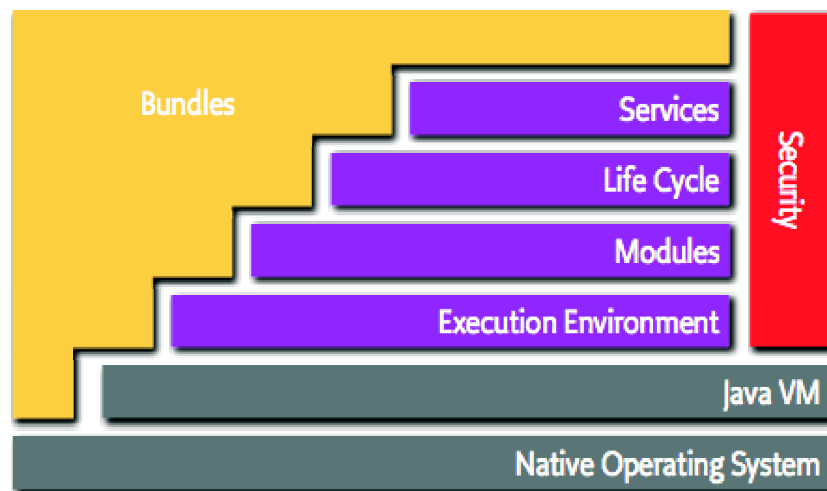 Bundles
Services
Life Cycle
Modules
Execution Environment
Security
Java VM
Native Operating System